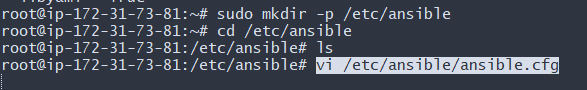 root@ip-172-31-73-81:~# sudo mkdir -p /etc/ansible
root@ip-172-31-73-81:~# cd /etc/ansible
root@ip-172-31-73-81:/etc/ansible# ls
root@ip-172-31-73-81:/etc/ansible# vi /etc/ansible/ansible.cfg